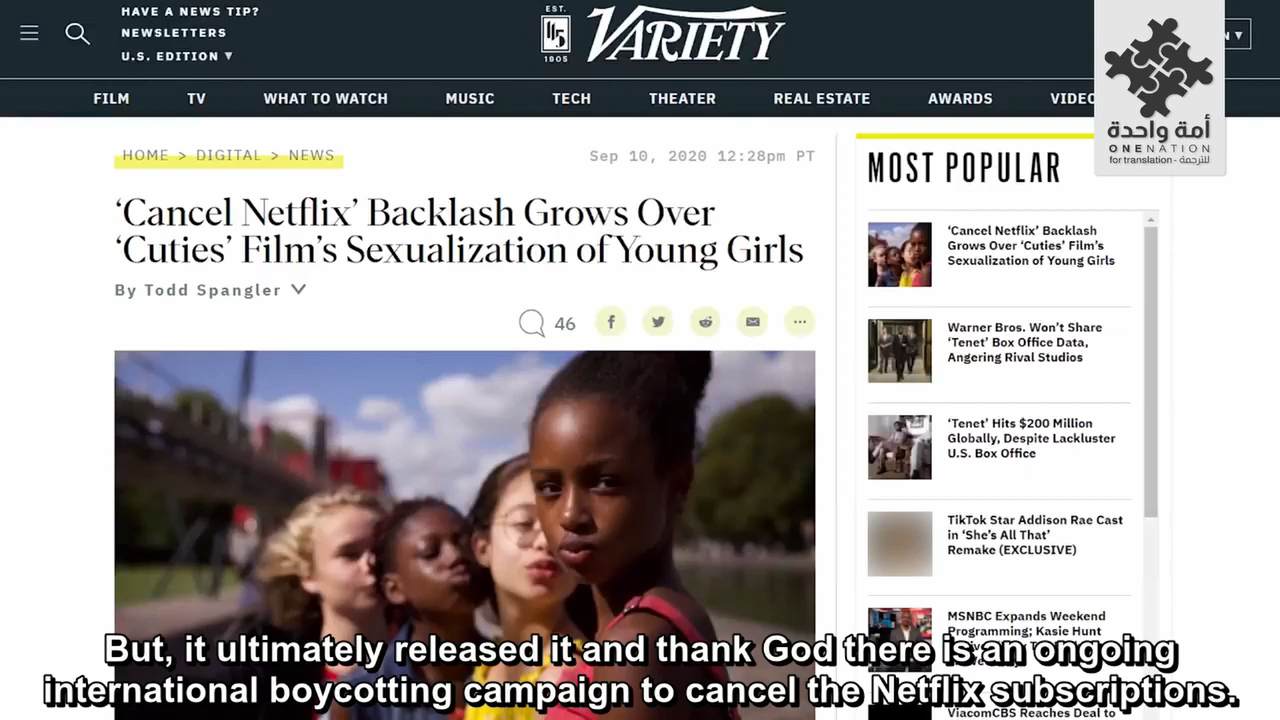 HAVE A NEWS TIP?
NEWSLETTERS
U.S. EDITION ▼
EST.
115
1905
VARIETY
N ▼
أمة واحدة
ONENATION
for translation - للترجمة
FILM
TV
WHAT TO WATCH
MUSIC
TECH
THEATER
REAL ESTATE
AWARDS
VIDEO
HOME > DIGITAL > NEWS
Sep 10, 2020 12:28pm PT
‘Cancel Netflix’ Backlash Grows Over
‘Cuties’ Film’s Sexualization of Young Girls
By Todd Spangler
46
MOST POPULAR
‘Cancel Netflix’ Backlash
Grows Over ‘Cuties’ Film’s
Sexualization of Young Girls
Warner Bros. Won’t Share
‘Tenet’ Box Office Data,
Angering Rival Studios
‘Tenet’ Hits $200 Million
Globally, Despite Lackluster
U.S. Box Office
TikTok Star Addison Rae Cast
in ‘She’s All That’
Remake (EXCLUSIVE)
MSNBC Expands Weekend
Programming; Kasie Hunt
ViacomCBS Reaches Deal to
But, it ultimately released it and thank God there is an ongoing
international boycotting campaign to cancel the Netflix subscriptions.